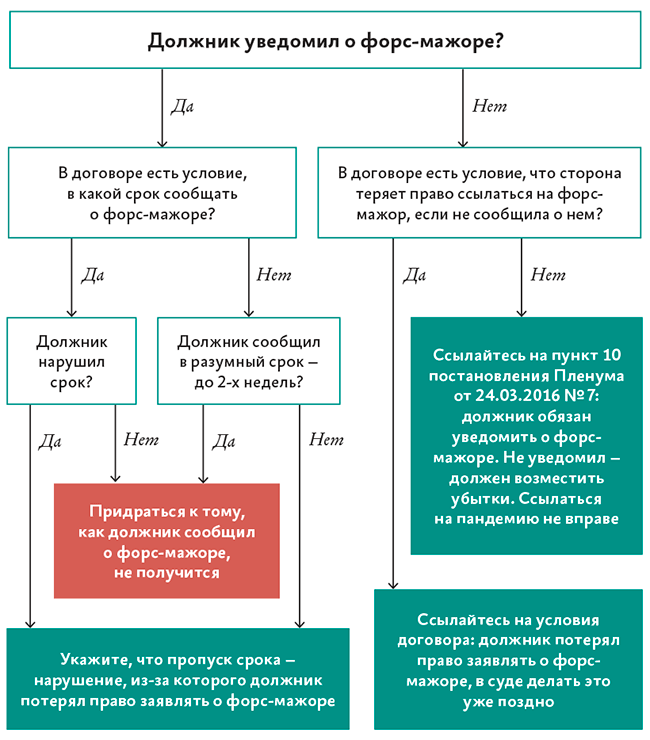 Должник уведомил о форс-мажоре?
Да
Нет
В договоре есть условие,
в какой срок сообщать
о форс-мажоре?
В договоре есть условие, что сторона
теряет право ссылаться на форс-
мажор, если не сообщила о нем?
Да
Нет
Да
Нет
Должник
нарушил
срок?
Должник сообщил
в разумный срок –
до 2-х недель?
Ссылайтесь на пункт 10
постановления Пленума
от 24.03.2016 № 7:
должник обязан
уведомить о форс-
мажоре. Не уведомил –
должен возместить
убытки. Ссылаться
на пандемию не вправе
Да
Нет
Да
Нет
Придраться к тому,
как должник сообщил
о форс-мажоре,
не получится
Укажите, что пропуск срока –
нарушение, из-за которого должник
потерял право заявлять о форс-мажоре
Ссылайтесь на условия
договора: должник потерял
право заявлять о форс-
мажоре, в суде делать это
уже поздно